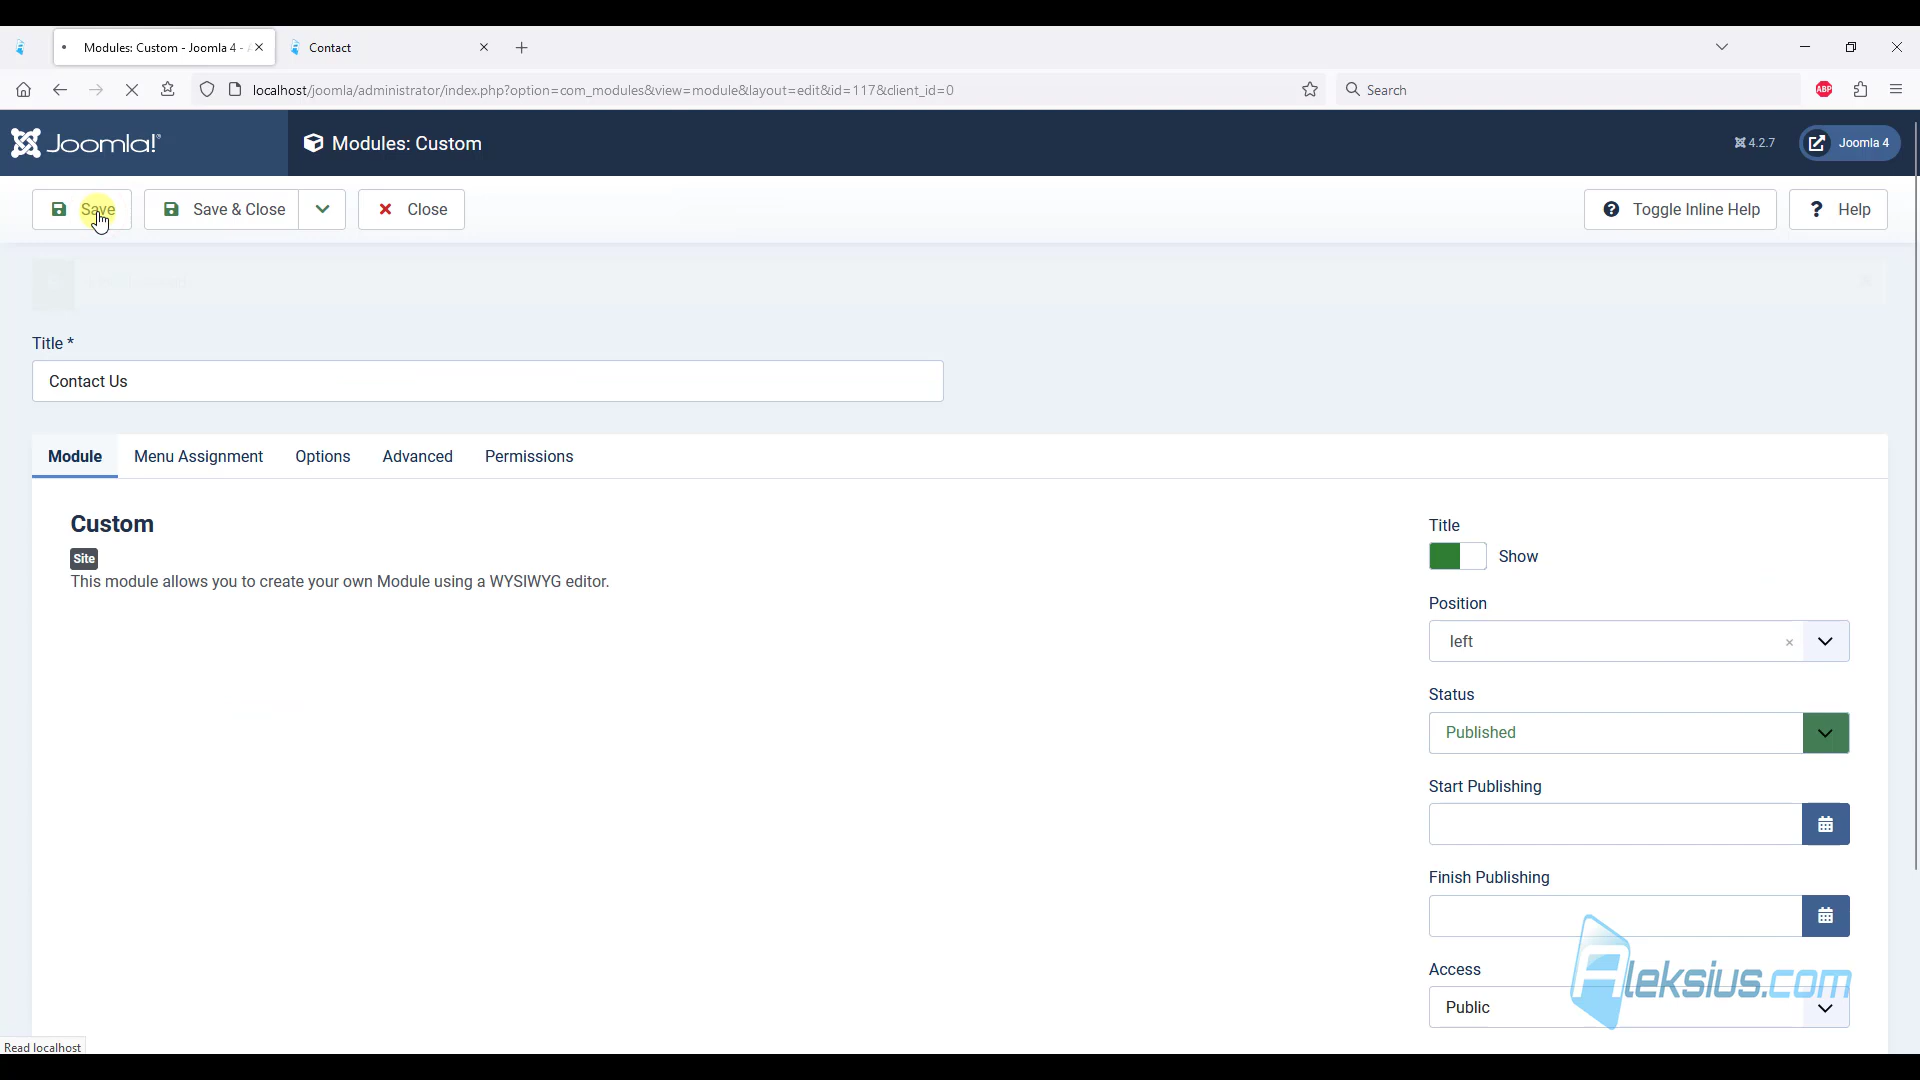 Modules: Custom - Joomla 4 -
Contact
localhost/joomla/administrator/index.php?option=com_modules&view=module&layout=edit&id=117&client_id=0
Search
ABP
Joomla!®
Modules: Custom
4.2.7
Joomla 4
Save
Save & Close
Close
Toggle Inline Help
? Help
Title *
Contact Us
Module
Menu Assignment
Options
Advanced
Permissions
Custom
Site
This module allows you to create your own Module using a WYSIWYG editor.
Title
Show
Position
left
Status
Published
Start Publishing
Finish Publishing
Access
Public
Aleksius.com
Read localhost